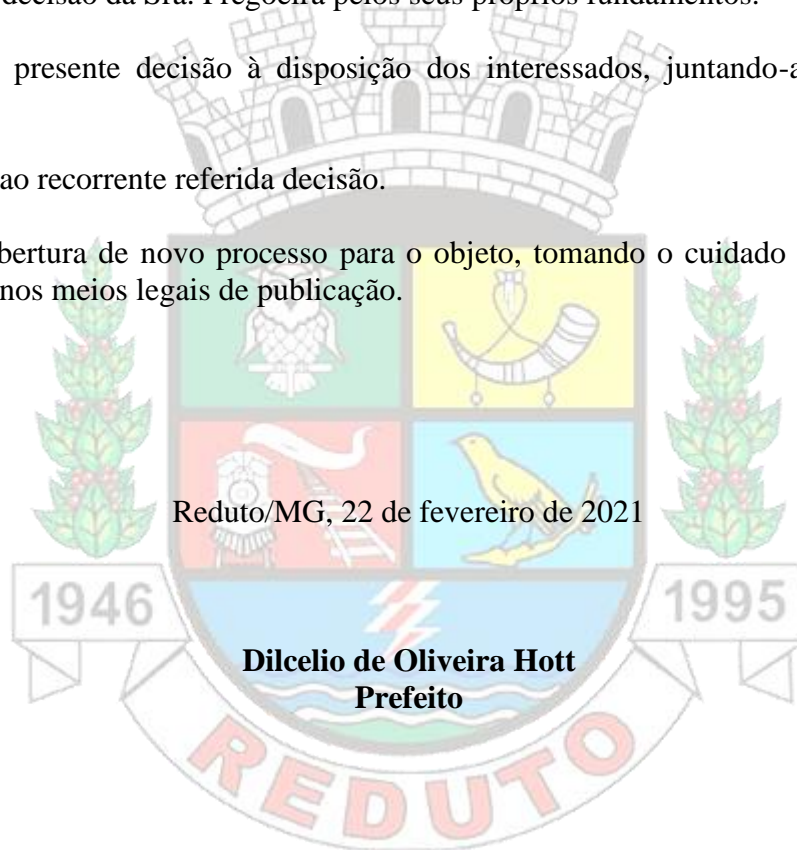 decisão da Sra. Pregoeira pelos seus próprios fundamentos.
presente decisão à disposição dos interessados, juntando-a
ao recorrente referida decisão.
bertura de novo processo para o objeto, tomando o cuidado
nos meios legais de publicação.
Reduto/MG, 22 de fevereiro de 2021
1946
1995
Dilcelio de Oliveira Hott
Prefeito
REDUTO